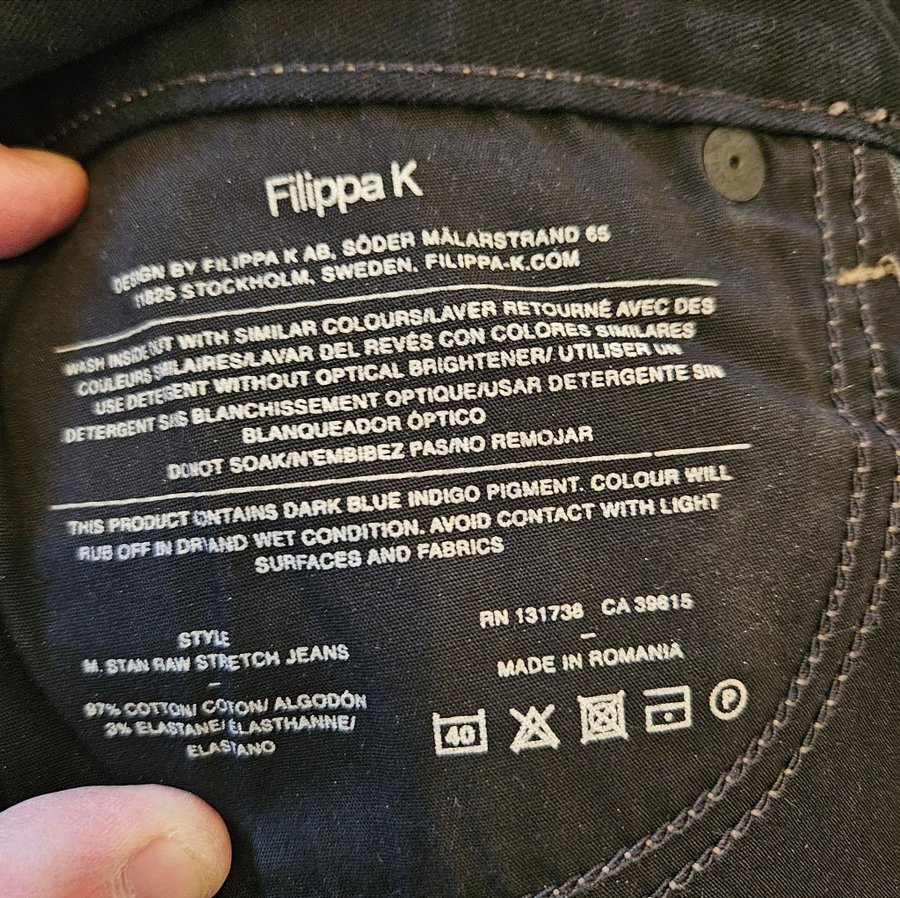 Filippa K
DESIGN BY FILIPPA K AB, SÖDER MÄLARSTRAND 65
11825 STOCKHOLM, SWEDEN. FILIPPA-K.COM
WASH INSIDE OUT WITH SIMILAR COLOURS/LAVER RETOURNÉ AVEC DES
COULEURS SIMILAIRES/LAVAR DEL REVÉS CON COLORES SIMILARES
USE DETERGENT WITHOUT OPTICAL BRIGHTENER/ UTILISER UN
DETERGENT SANS BLANCHISSEMENT OPTIQUE/USAR DETERGENTE SIN
BLANQUEADOR ÓPTICO
DO NOT SOAK/N'EMBIBEZ PAS/NO REMOJAR
THIS PRODUCT CONTAINS DARK BLUE INDIGO PIGMENT. COLOUR WILL
RUB OFF IN DRY AND WET CONDITION. AVOID CONTACT WITH LIGHT
SURFACES AND FABRICS
STYLE
M. STAN RAW STRETCH JEANS
–
97% COTTON/ COTON/ ALGODÓN
3% ELASTANE/ ÉLASTHANNE/
ELASTANO
RN 131738 CA 39615
–
MADE IN ROMANIA
40 P